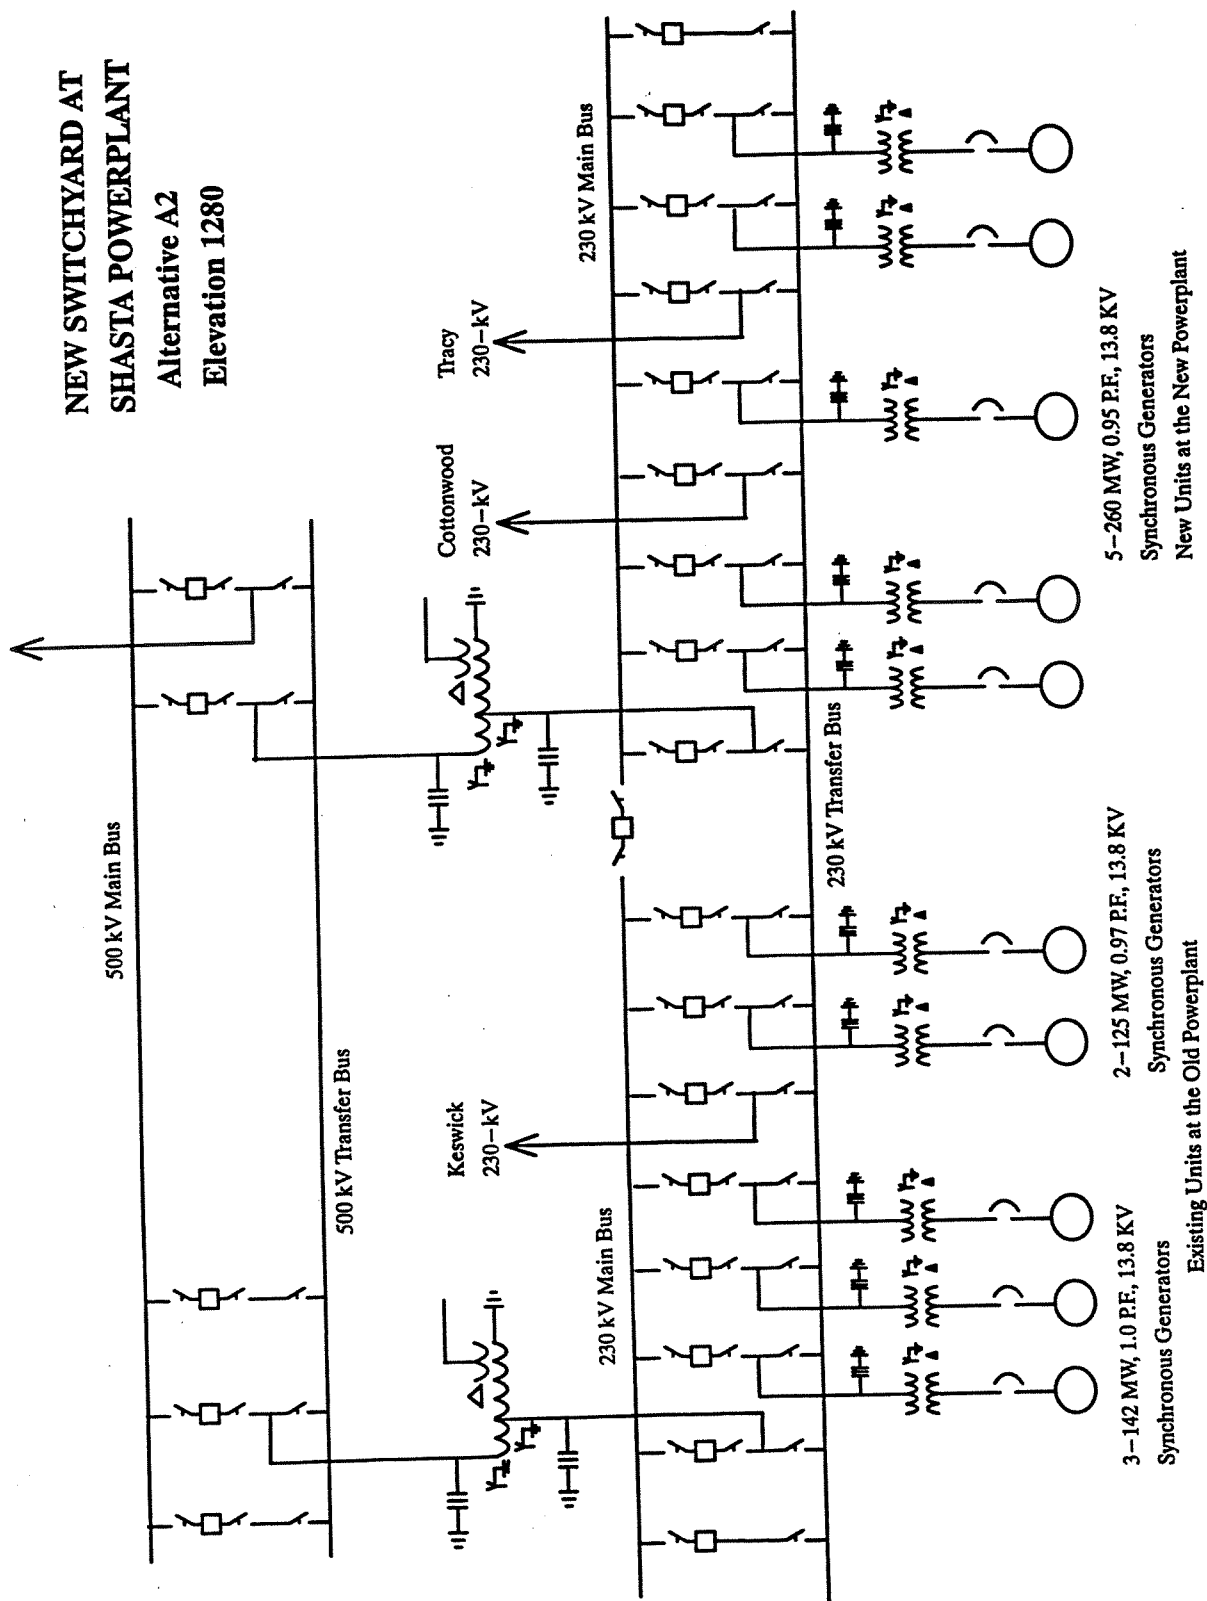 NEW SWITCHYARD AT
SHASTA POWERPLANT
Alternative A2
Elevation 1280
500 kV Main Bus
500 kV Transfer Bus
Keswick
230-kV
Cottonwood
230-kV
Tracy
230-kV
230 kV Main Bus
230 kV Main Bus
230 kV Transfer Bus
3-142 MW, 1.0 P.F., 13.8 KV
Synchronous Generators
2-125 MW, 0.97 P.F., 13.8 KV
Synchronous Generators
Existing Units at the Old Powerplant
5-260 MW, 0.95 P.F., 13.8 KV
Synchronous Generators
New Units at the New Powerplant